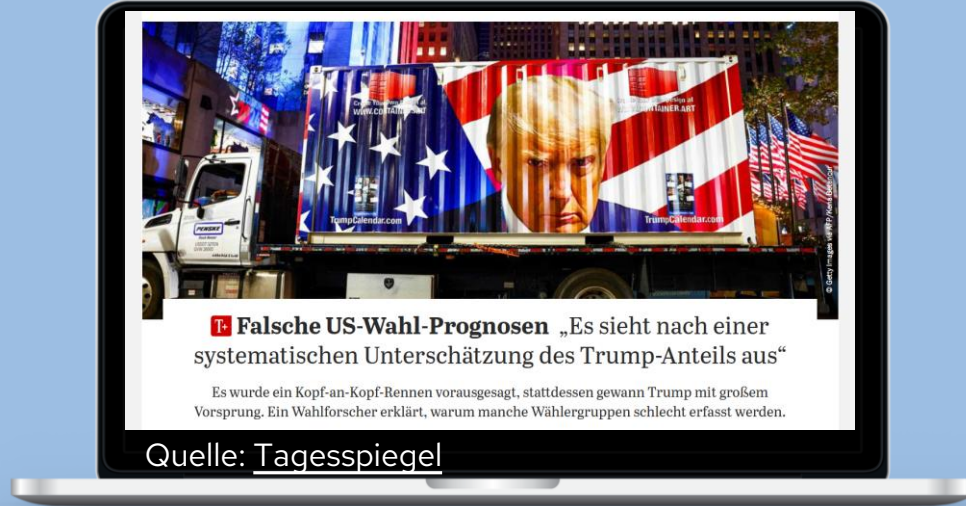 WWW.CONTAINER.ART
TrumpCalendar.com
TrumpCalendar.com
PENSKE
© Getty Images via AFP/Kena Betancur
T+ Falsche US-Wahl-Prognosen „Es sieht nach einer
systematischen Unterschätzung des Trump-Anteils aus“
Es wurde ein Kopf-an-Kopf-Rennen vorausgesagt, stattdessen gewann Trump mit großem
Vorsprung. Ein Wahlforscher erklärt, warum manche Wählergruppen schlecht erfasst werden.
Quelle: Tagesspiegel